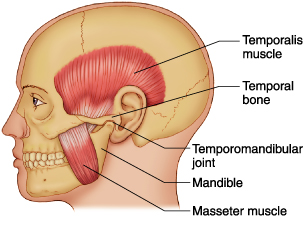 Temporalis
muscle
Temporal
bone
Temporomandibular
joint
Mandible
Masseter muscle